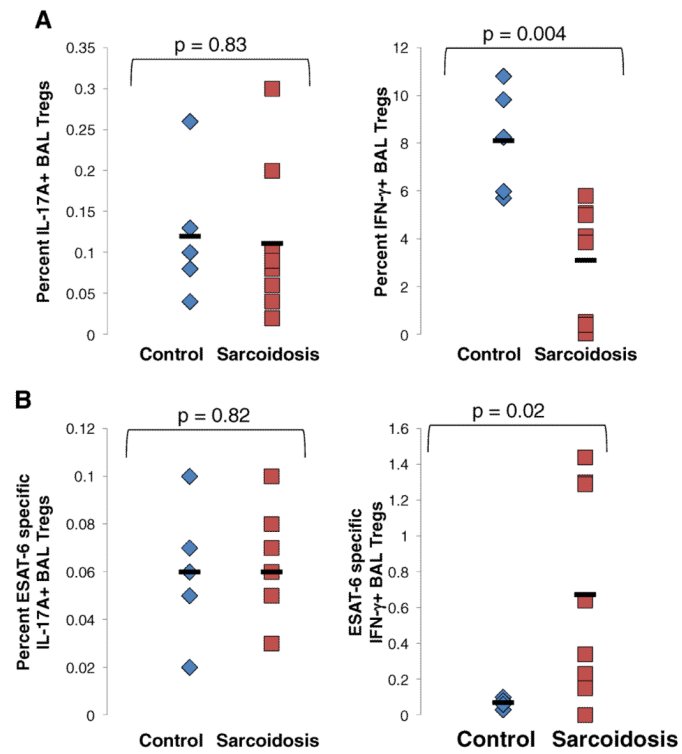 A
p = 0.83
Percent IL-17A+ BAL Tregs
0.35
0.3
0.25
0.2
0.15
0.1
0.05
0
Control Sarcoidosis
p = 0.004
Percent IFN-γ+ BAL Tregs
12
10
8
6
4
2
0
Control Sarcoidosis
B
p = 0.82
Percent ESAT-6 specific
IL-17A+ BAL Tregs
0.12
0.1
0.08
0.06
0.04
0.02
0
Control Sarcoidosis
p = 0.02
ESAT-6 specific
IFN-γ+ BAL Tregs
1.6
1.4
1.2
1
0.8
0.6
0.4
0.2
0
Control Sarcoidosis